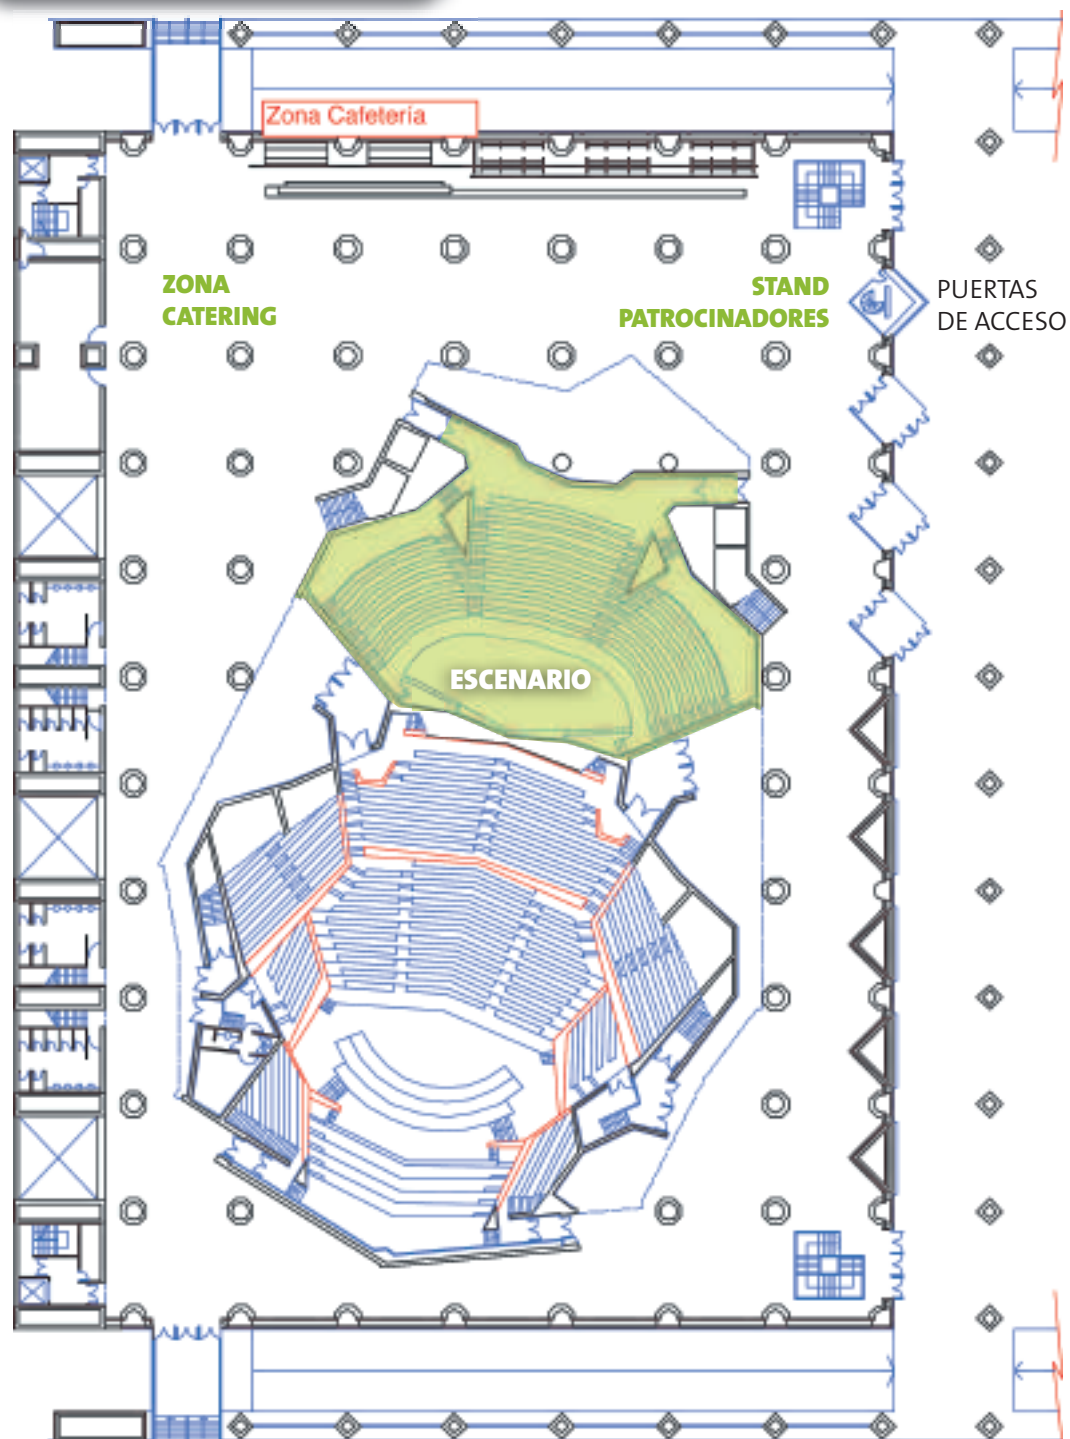 Zona Cafetería
ZONA
CATERING
STAND
PATROCINADORES
PUERTAS
DE ACCESO
ESCENARIO